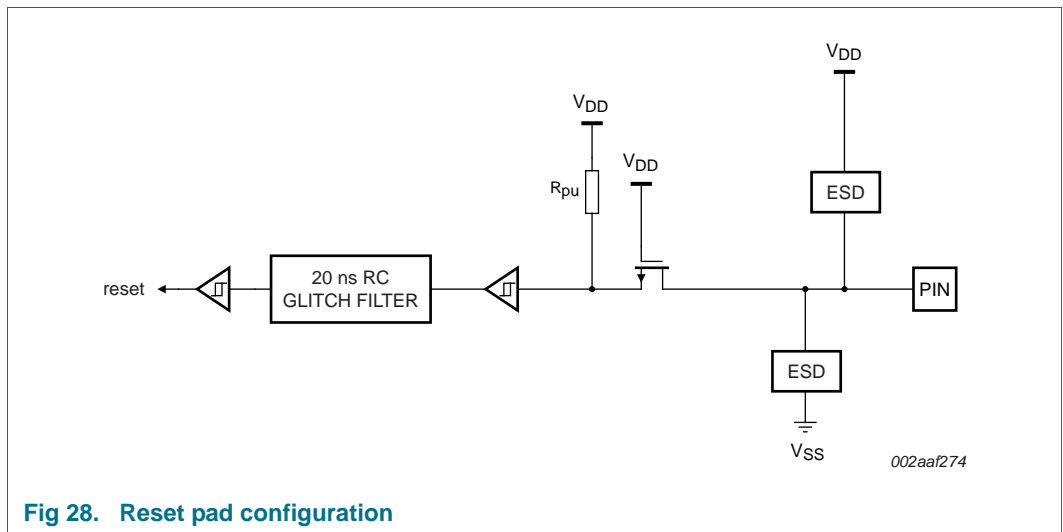 VDD
VDD
VDD
Rpu
ESD
reset
20 ns RC
GLITCH FILTER
PIN
ESD
VSS
002aaf274
Fig 28. Reset pad configuration